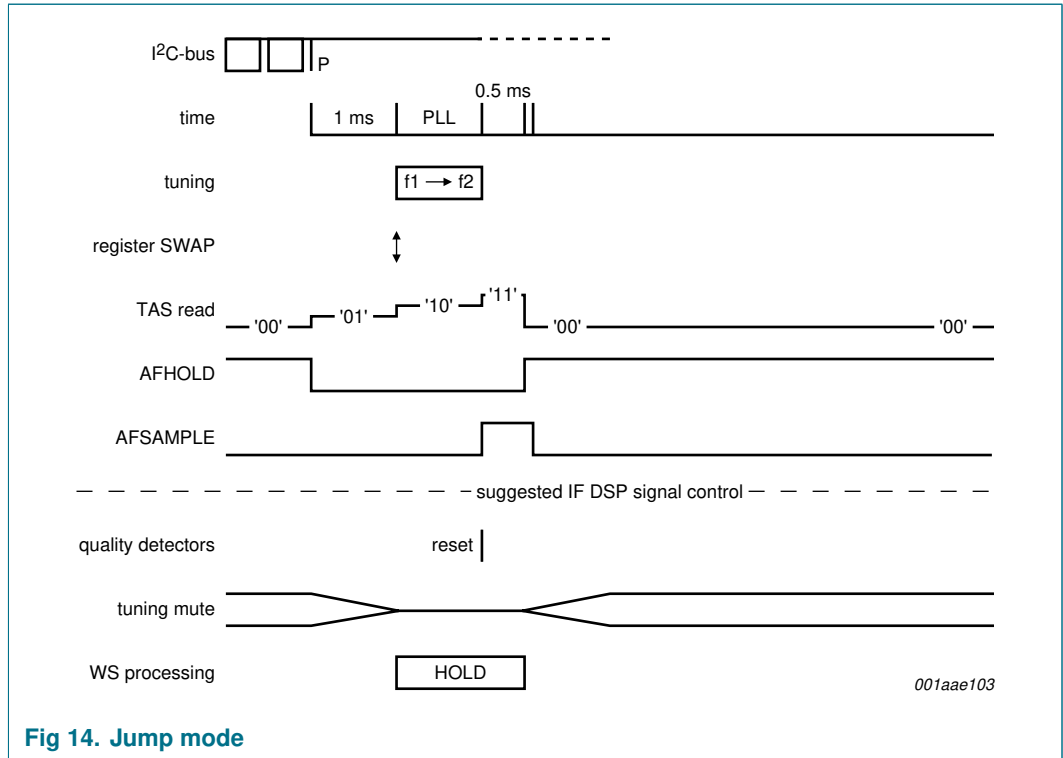 I²C-bus
P
0.5 ms
time
1 ms
PLL
tuning
f1 → f2
register SWAP
TAS read
'00'
'01'
'10'
'11'
'00'
'00'
AFHOLD
AFSAMPLE
suggested IF DSP signal control
quality detectors
reset
tuning mute
WS processing
HOLD
001aae103
Fig 14. Jump mode